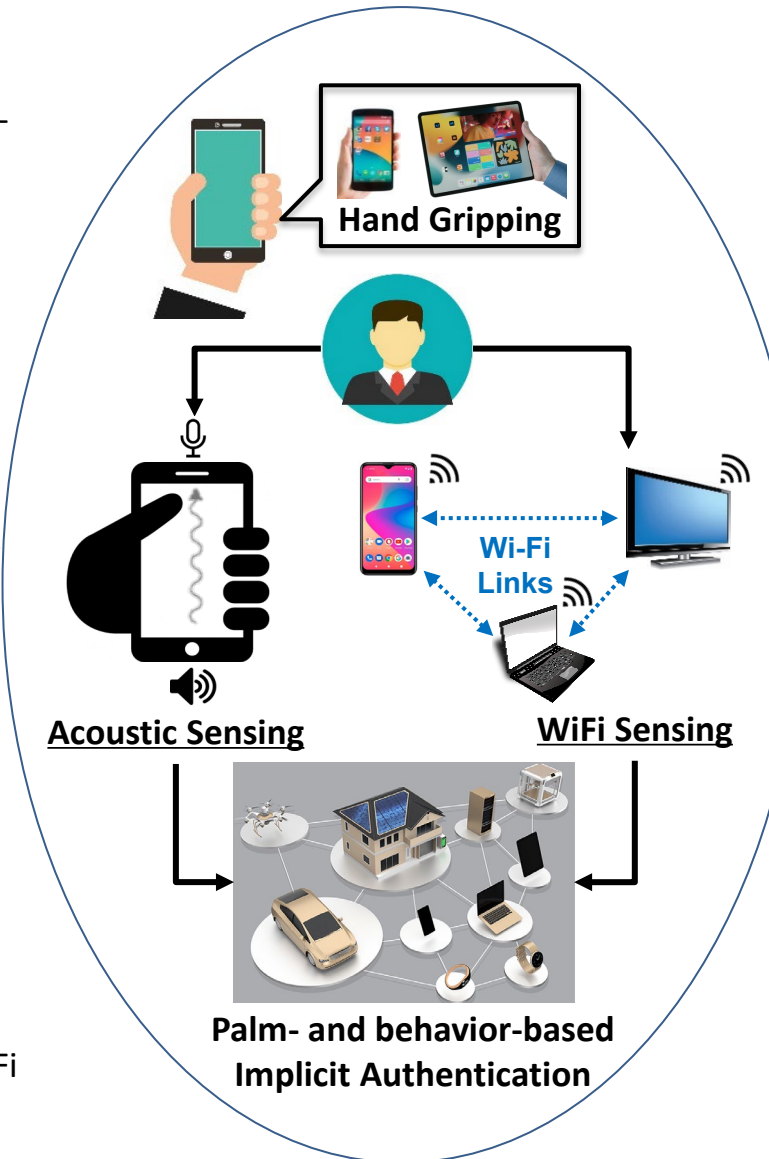 Hand Gripping
Wi-Fi
Links
Acoustic Sensing
WiFi Sensing
Palm- and behavior-based
Implicit Authentication